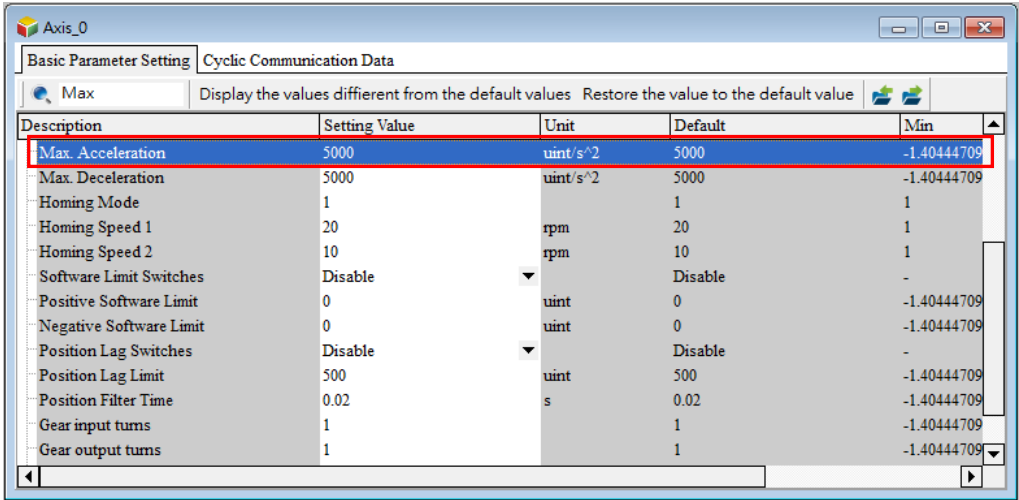 Axis_0
Basic Parameter Setting Cyclic Communication Data
Max Display the values diffierent from the default values Restore the value to the default value
Description Setting Value Unit Default Min
Max. Acceleration 5000 uint/s^2 5000 -1.40444709
Max. Deceleration 5000 uint/s^2 5000 -1.40444709
Homing Mode 1 1 1
Homing Speed 1 20 rpm 20 1
Homing Speed 2 10 rpm 10 1
Software Limit Switches Disable Disable -
Positive Software Limit 0 uint 0 -1.40444709
Negative Software Limit 0 uint 0 -1.40444709
Position Lag Switches Disable Disable -
Position Lag Limit 500 uint 500 -1.40444709
Position Filter Time 0.02 s 0.02 -1.40444709
Gear input turns 1 1 -1.40444709
Gear output turns 1 1 -1.40444709